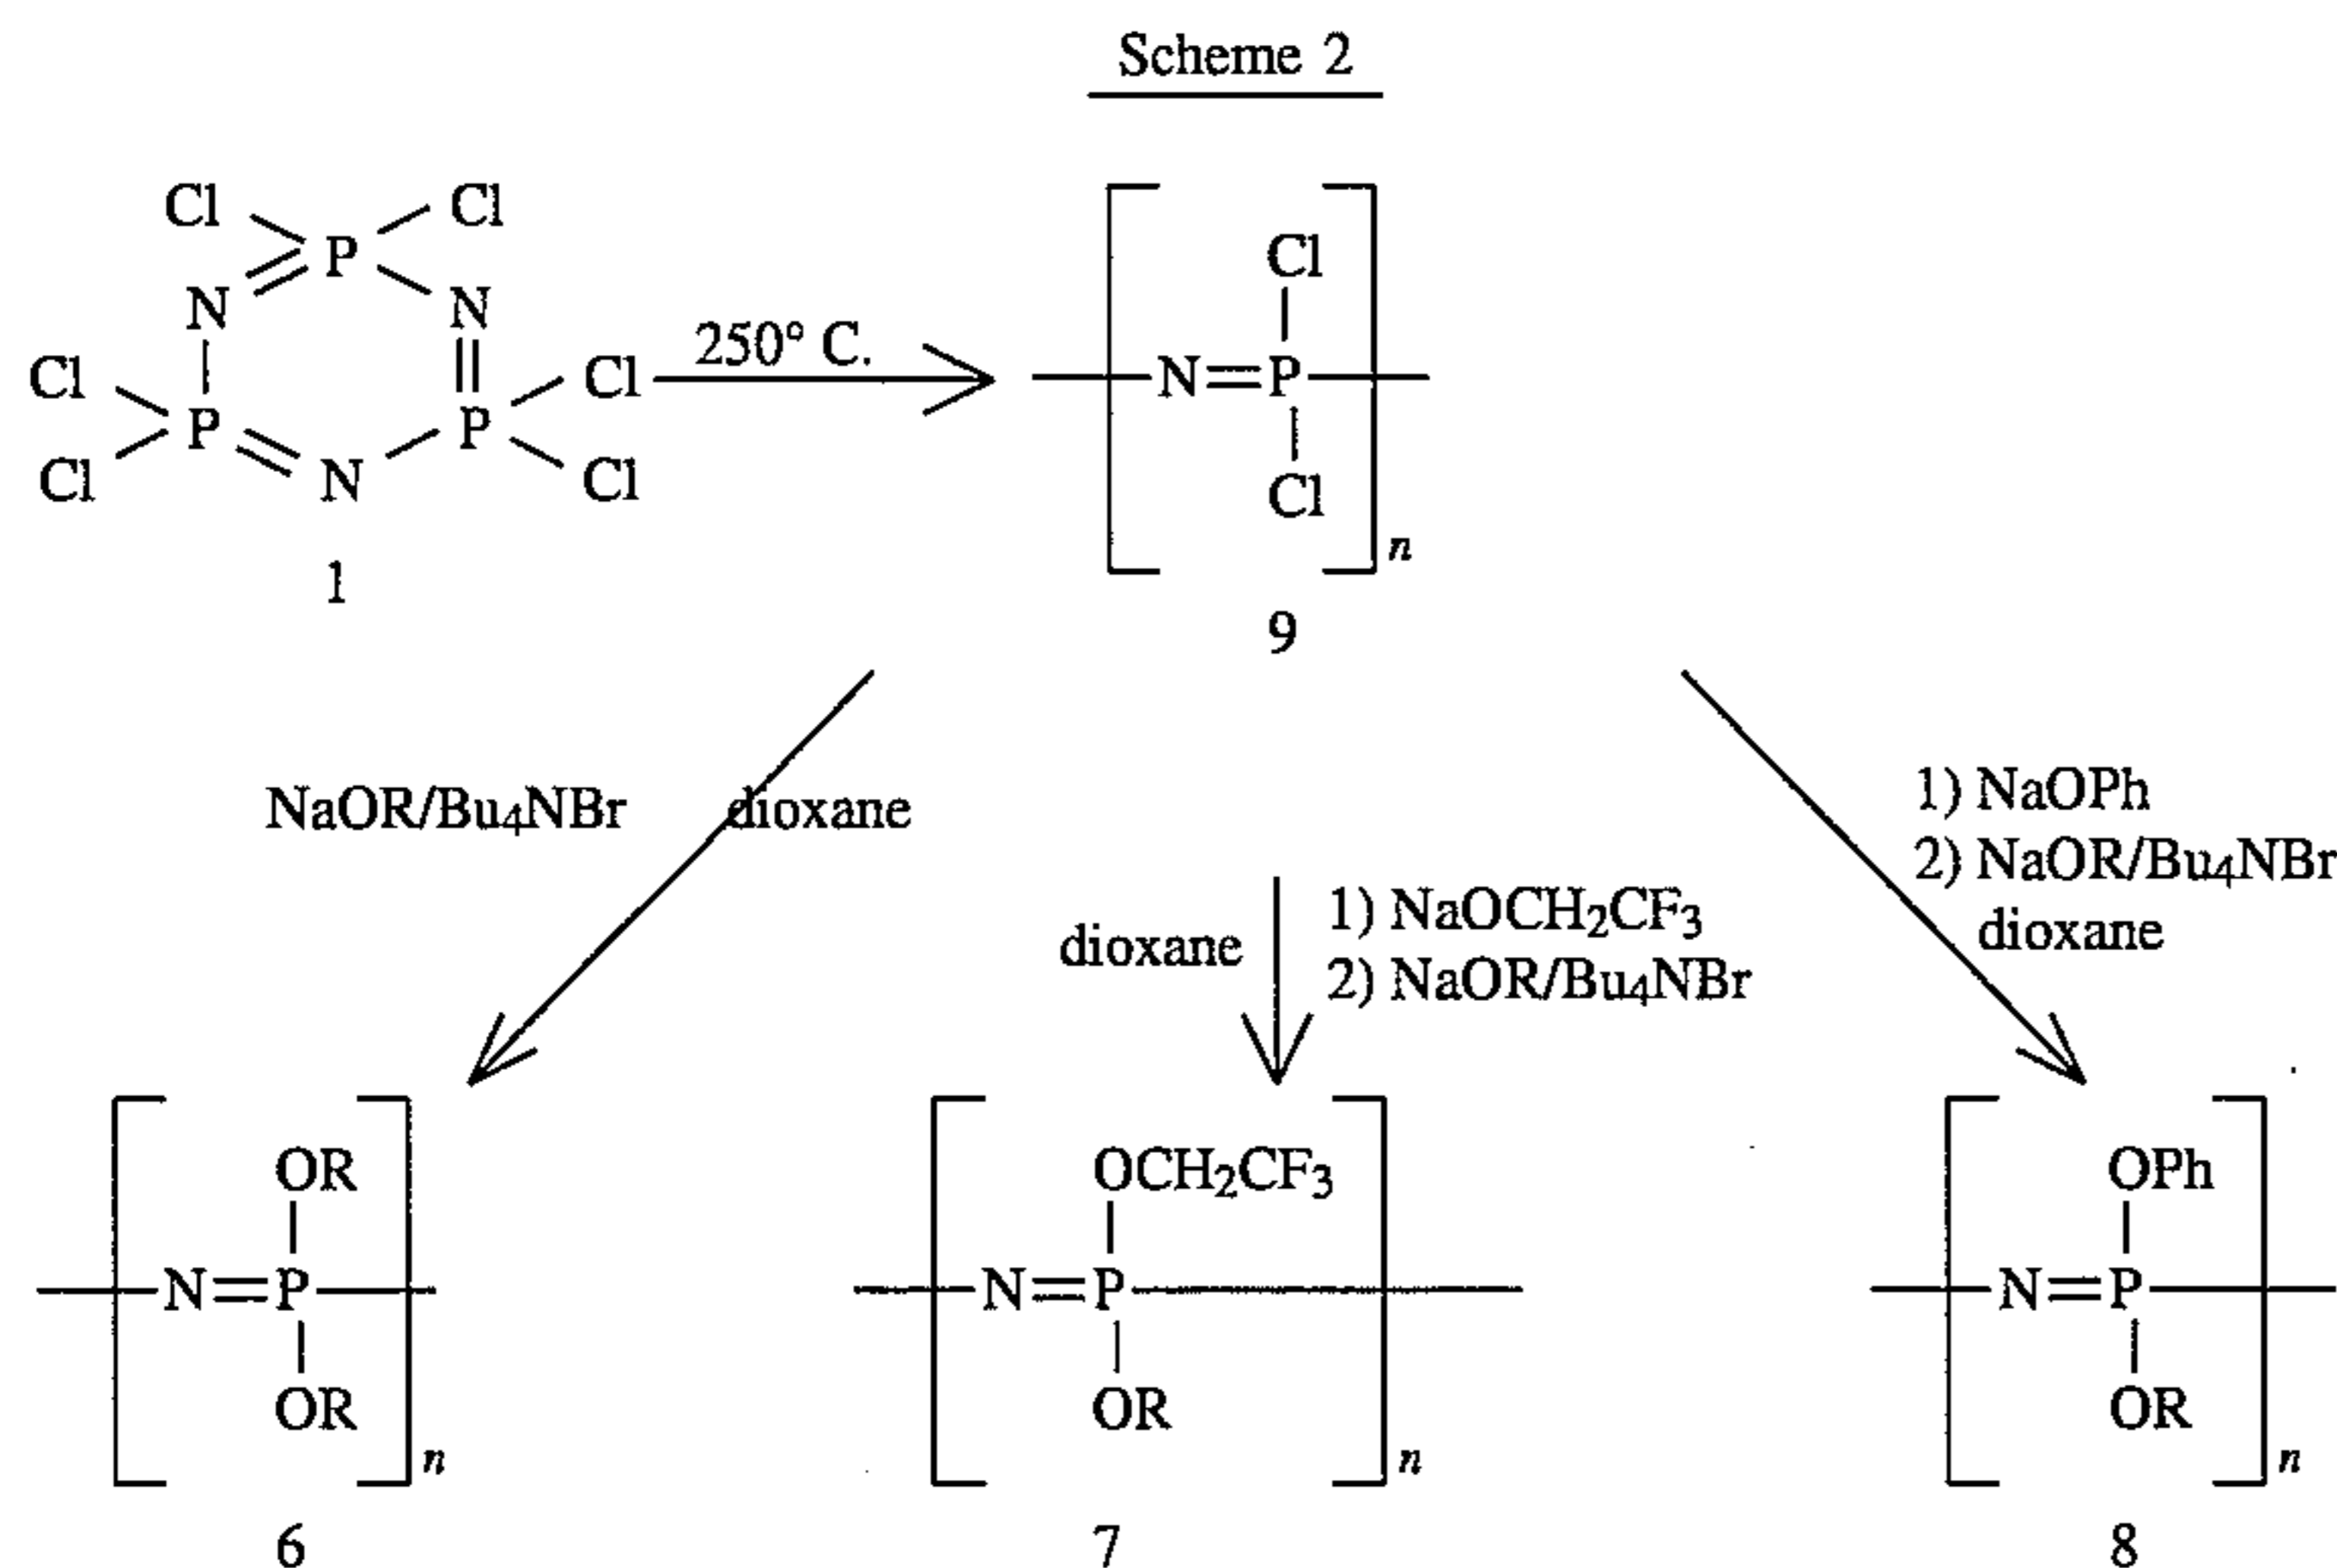 Scheme 2
Cl Cl
P
N N
Cl Cl
250° C.
P P
Cl N Cl
1
Cl
N=P
Cl
n
9
NaOR/Bu₄NBr dioxane
dioxane
1) NaOCH₂CF₃
2) NaOR/Bu₄NBr
1) NaOPh
2) NaOR/Bu₄NBr
dioxane
OR
N=P
OR
n
6
OCH₂CF₃
N=P
OR
n
7
OPh
N=P
OR
n
8